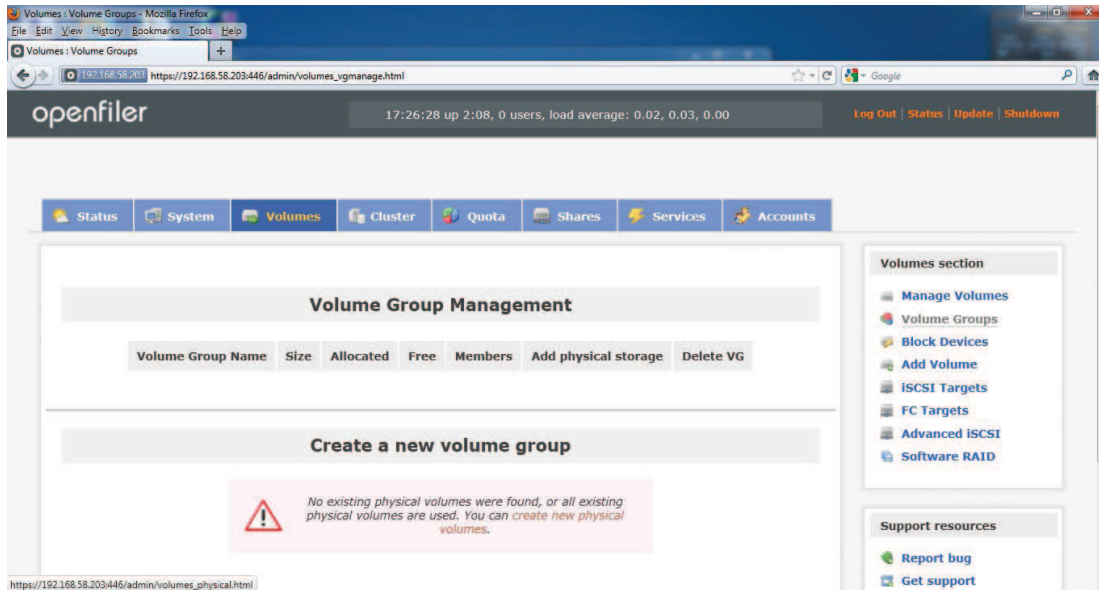 Volumes : Volume Groups - Mozilla Firefox
File Edit View History Bookmarks Tools Help
Volumes : Volume Groups +
192.168.58.203 https://192.168.58.203:446/admin/volumes_vgmanage.html Google
openfiler 17:26:28 up 2:08, 0 users, load average: 0.02, 0.03, 0.00 Log Out | Status | Update | Shutdown
Status System Volumes Cluster Quota Shares Services Accounts
Volume Group Management
Volume Group Name Size Allocated Free Members Add physical storage Delete VG
Create a new volume group
No existing physical volumes were found, or all existing
physical volumes are used. You can create new physical
volumes.
Volumes section
Manage Volumes
Volume Groups
Block Devices
Add Volume
iSCSI Targets
FC Targets
Advanced iSCSI
Software RAID
Support resources
Report bug
Get support
https://192.168.58.203:446/admin/volumes_physical.html